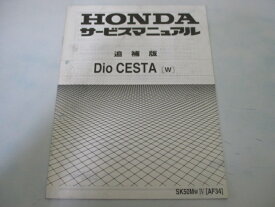 HONDA
サービスマニュアル
追補版
Dio CESTA (W)
SK50MW Ⅳ [AF34]